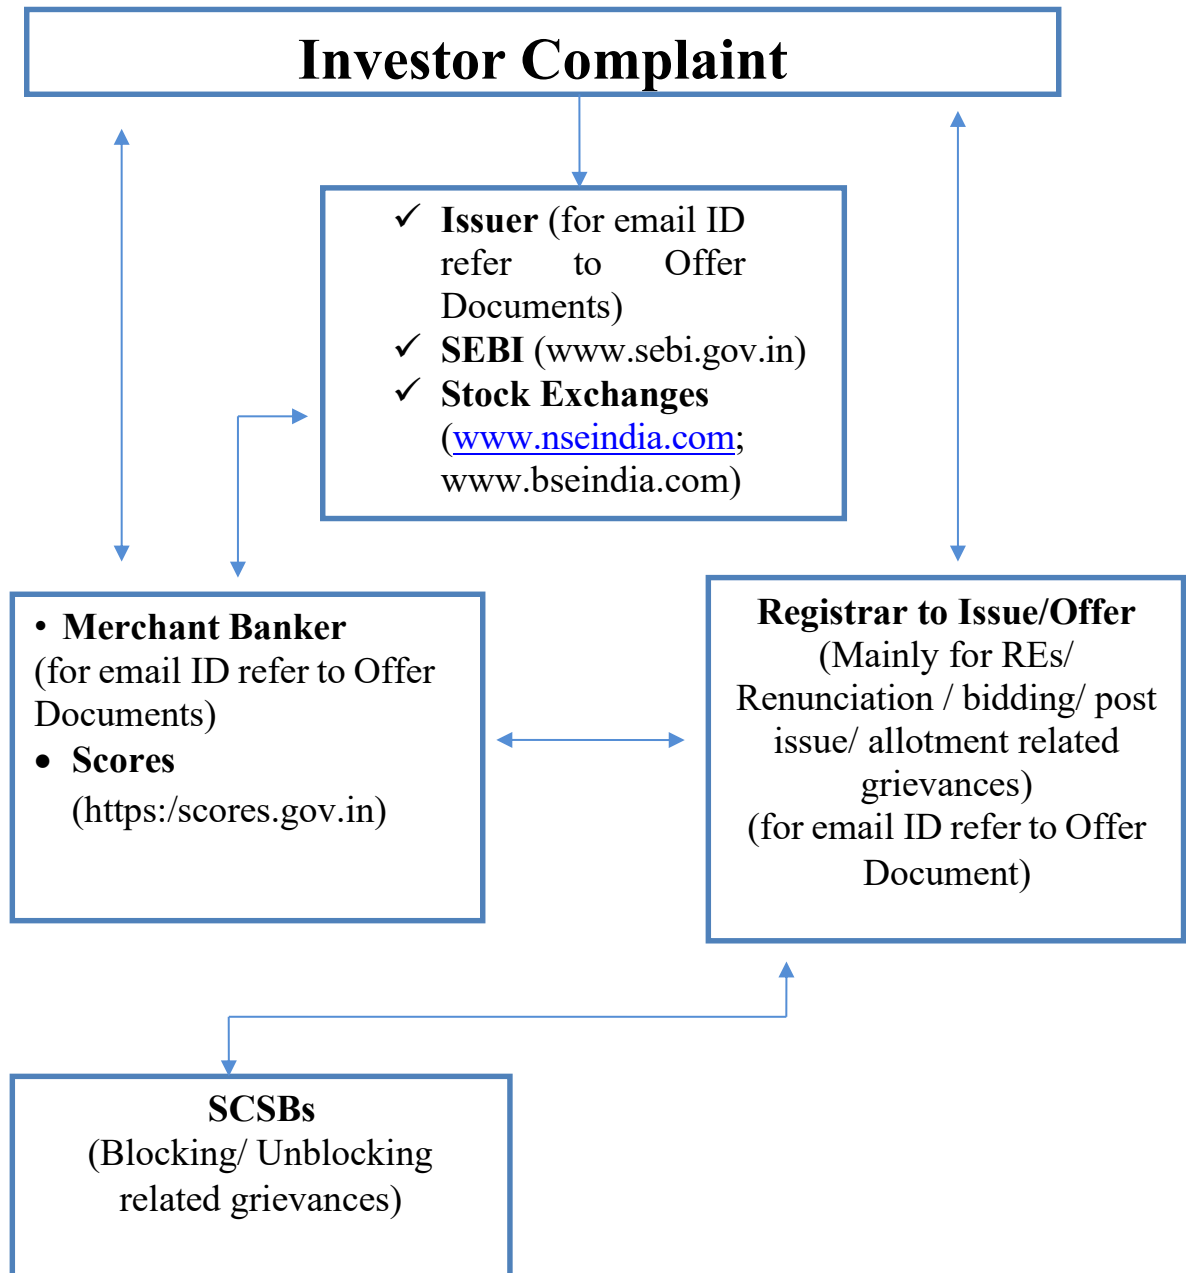 Investor Complaint
✓ Issuer (for email ID
refer to Offer
Documents)
✓ SEBI (www.sebi.gov.in)
✓ Stock Exchanges
(www.nseindia.com;
www.bseindia.com)
• Merchant Banker
(for email ID refer to Offer
Documents)
• Scores
(https:/scores.gov.in)
Registrar to Issue/Offer
(Mainly for REs/
Renunciation / bidding/ post
issue/ allotment related
grievances)
(for email ID refer to Offer
Document)
SCSBs
(Blocking/ Unblocking
related grievances)